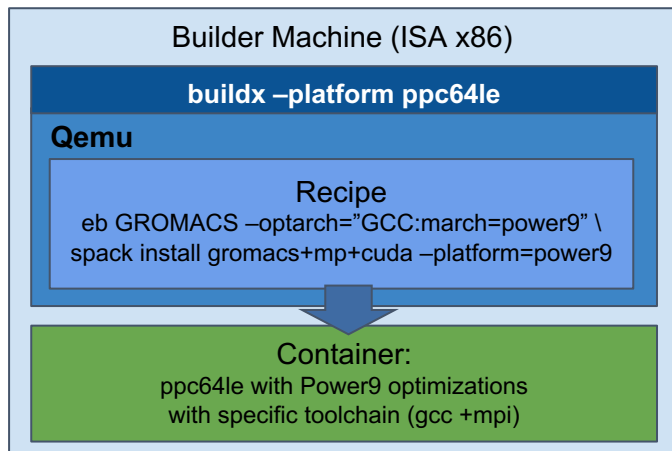 Builder Machine (ISA x86)
buildx –platform ppc64le
Qemu
Recipe
eb GROMACS –optarch=”GCC:march=power9” \
spack install gromacs+mp+cuda –platform=power9
Container:
ppc64le with Power9 optimizations
with specific toolchain (gcc +mpi)